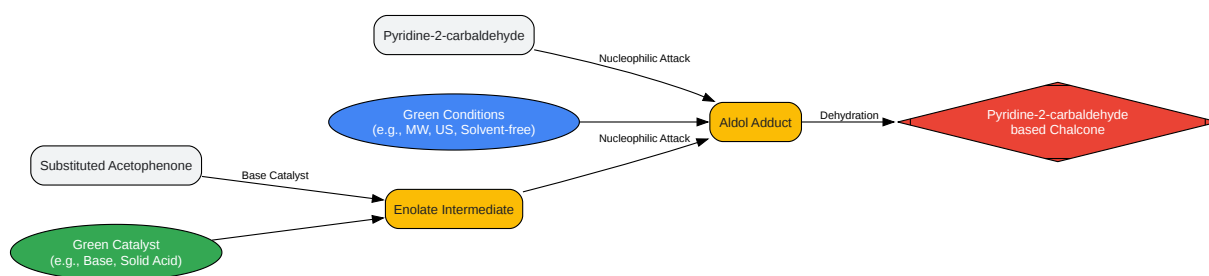 Pyridine-2-carbaldehyde
Nucleophilic Attack
Green Conditions
(e.g., MW, US, Solvent-free)
Aldol Adduct
Dehydration
Pyridine-2-carbaldehyde
based Chalcone
Nucleophilic Attack
Substituted Acetophenone
Base Catalyst
Enolate Intermediate
Green Catalyst
(e.g., Base, Solid Acid)